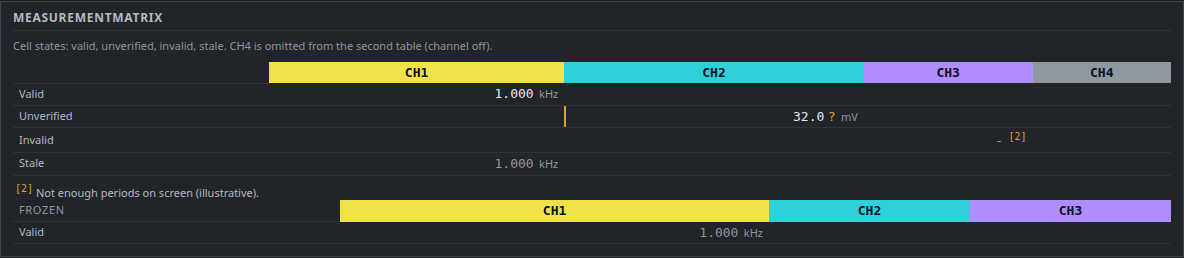 MEASUREMENTMATRIX
Cell states: valid, unverified, invalid, stale. CH4 is omitted from the second table (channel off).
CH1 CH2 CH3 CH4
Valid 1.000 kHz
Unverified 32.0 ? mV
Invalid - [2]
Stale 1.000 kHz
[2] Not enough periods on screen (illustrative).
FROZEN CH1 CH2 CH3
Valid 1.000 kHz